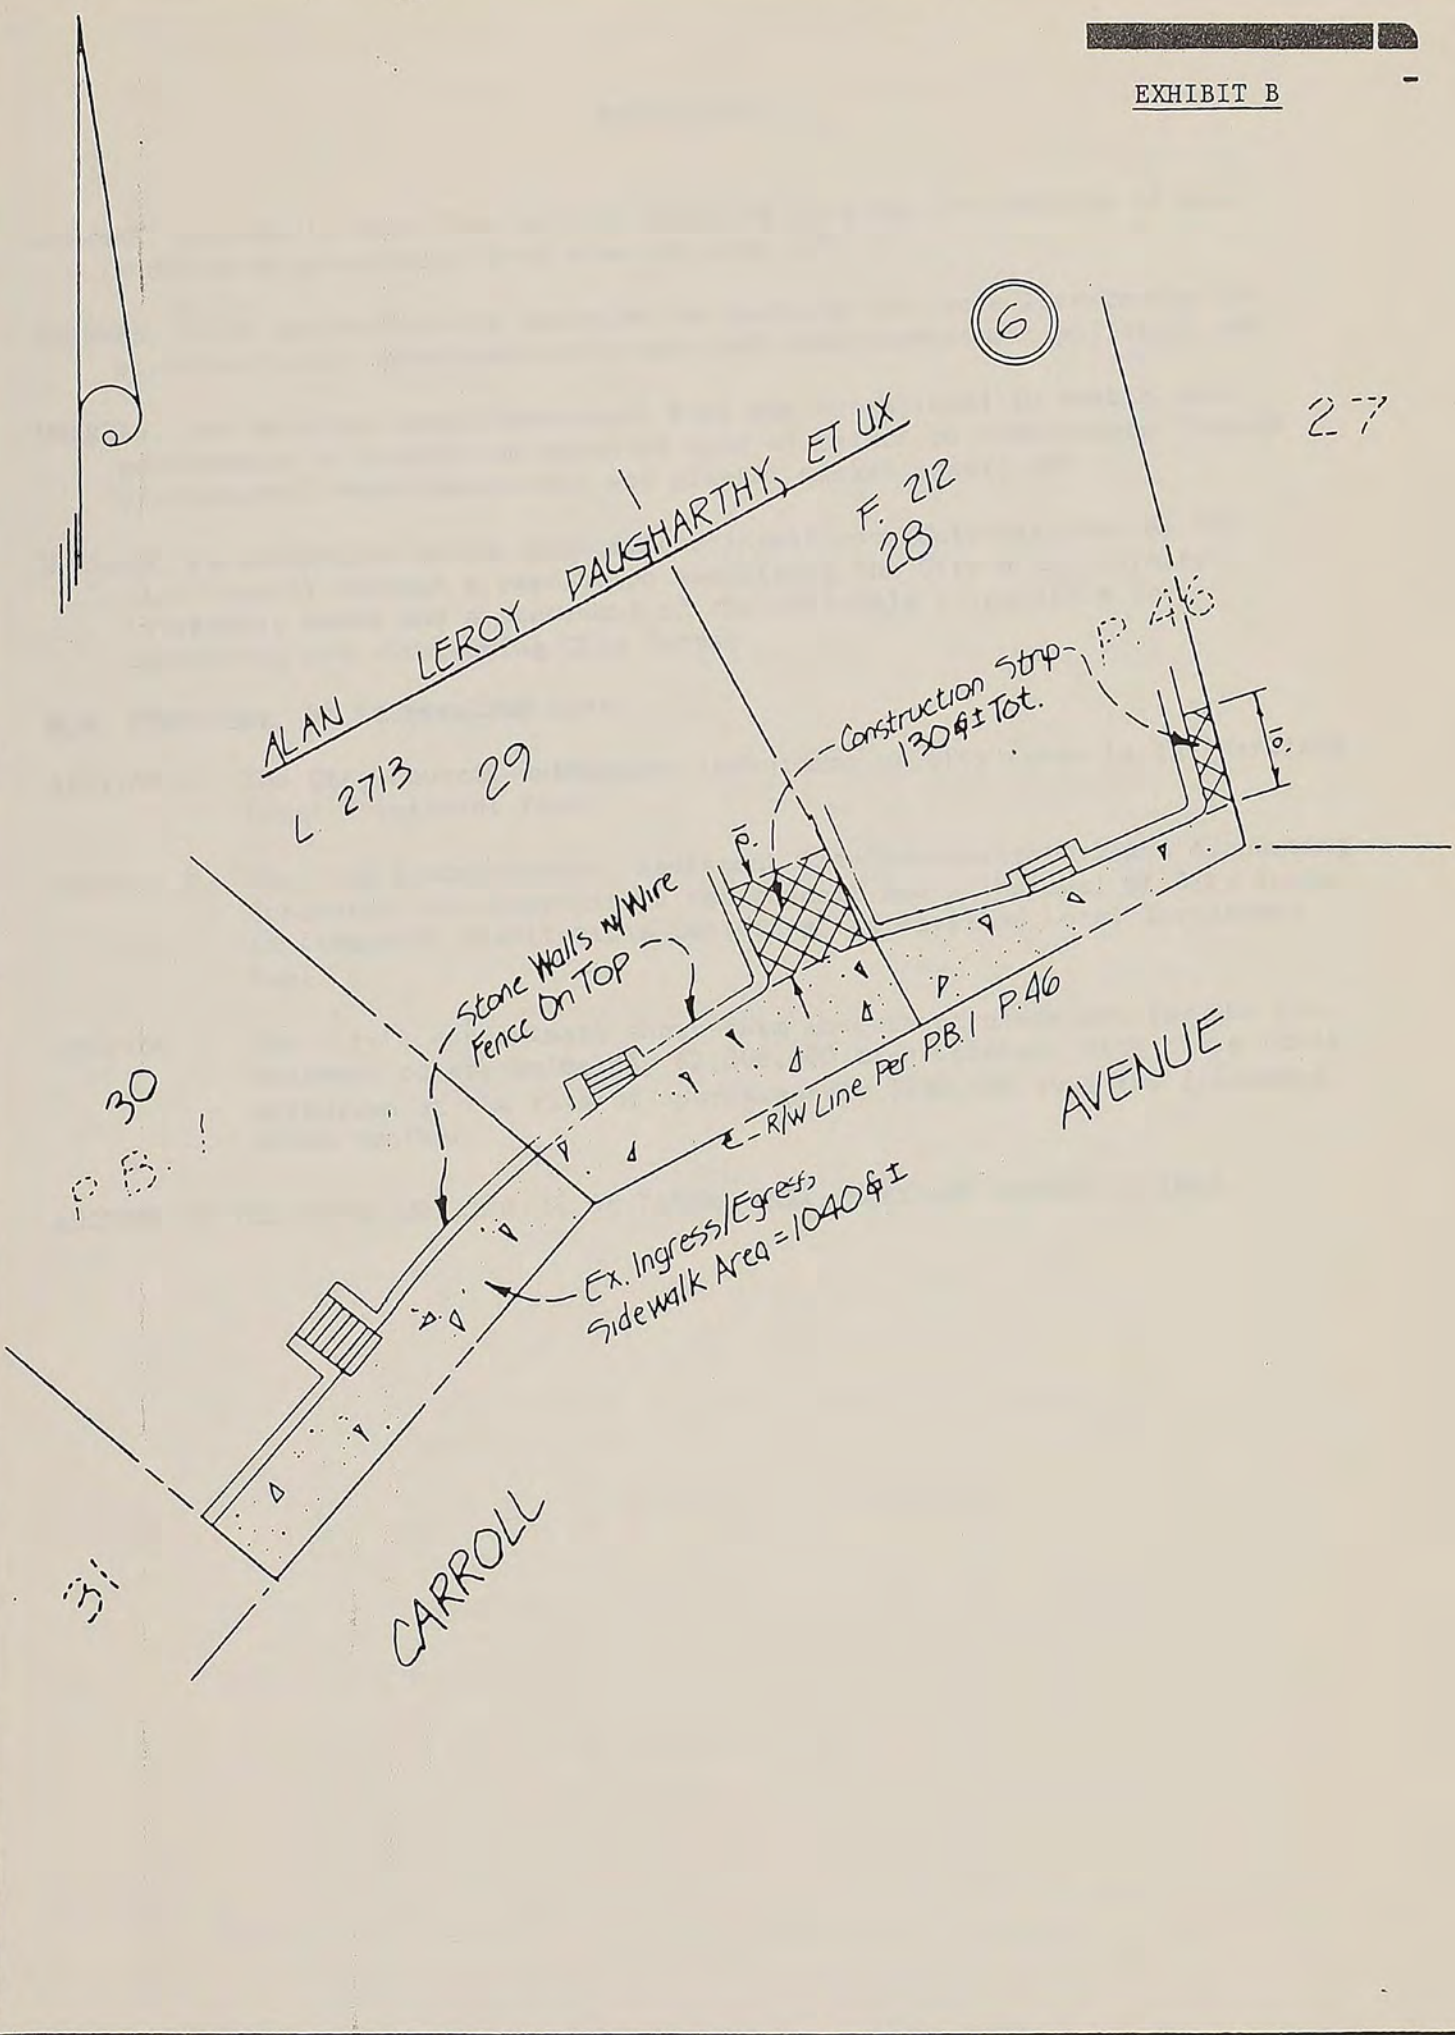 EXHIBIT B
6
27
ALAN LEROY DAUGHARTHY, ET UX
L. 2713
F. 212
29
28
P. 46
Construction Strip
130 ± Tot.
10'
10'
Stone Walls w/Wire
Fence On Top
30
P.B. 1
R/W Line Per. P.B. 1 P. 46
AVENUE
Ex. Ingress/Egress
Sidewalk Area = 1040 ±
CARROLL
31